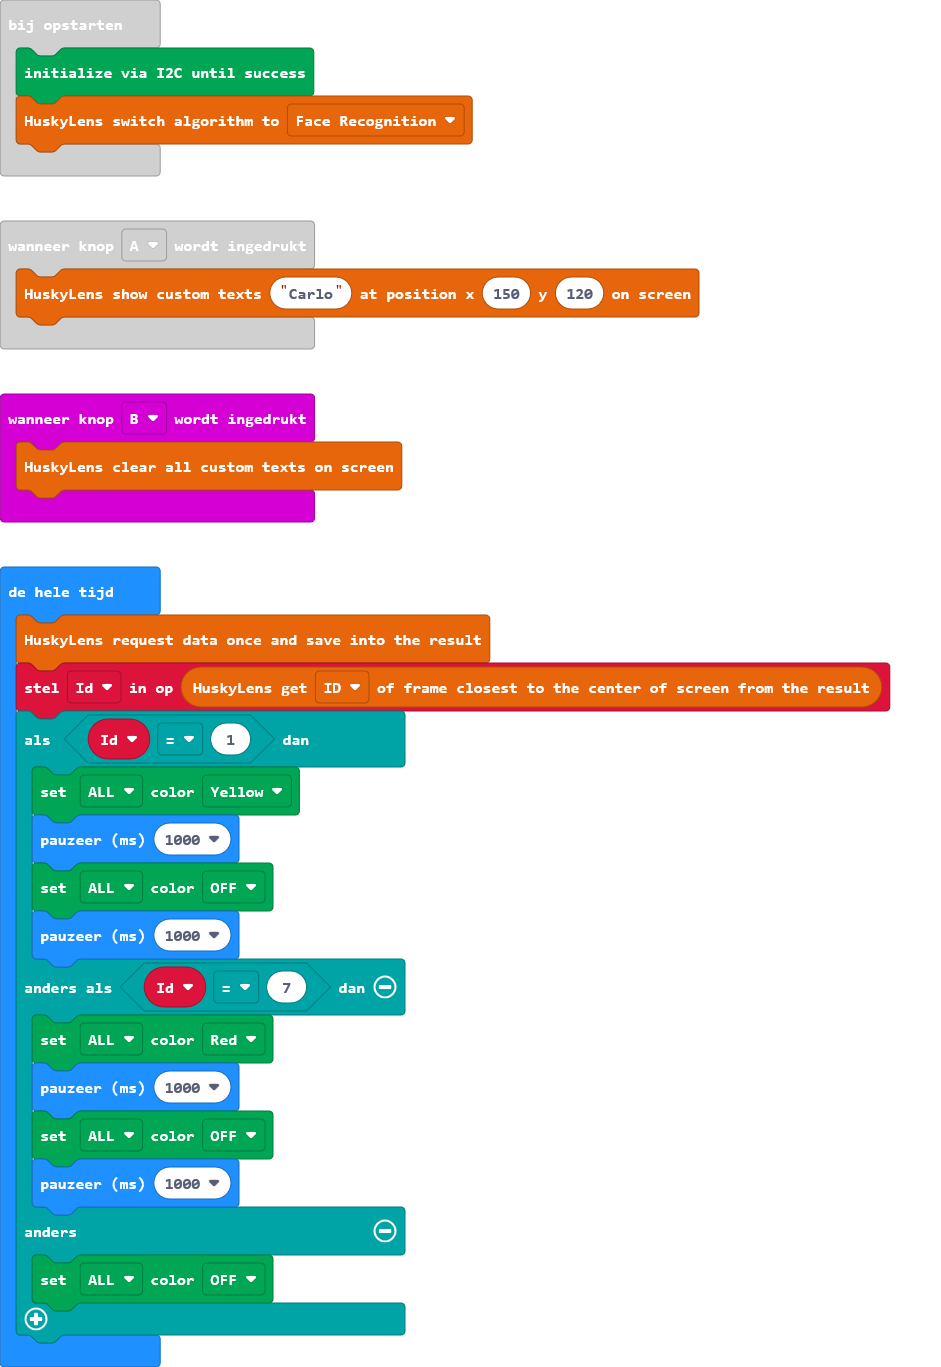 bij opstarten
initialize via I2C until success
HuskyLens switch algorithm to Face Recognition
wanneer knop A wordt ingedrukt
HuskyLens show custom texts "Carlo" at position x 150 y 120 on screen
wanneer knop B wordt ingedrukt
HuskyLens clear all custom texts on screen
de hele tijd
HuskyLens request data once and save into the result
stel Id in op HuskyLens get ID of frame closest to the center of screen from the result
als Id = 1 dan
set ALL color Yellow
pauzeer (ms) 1000
set ALL color OFF
pauzeer (ms) 1000
anders als Id = 7 dan
set ALL color Red
pauzeer (ms) 1000
set ALL color OFF
pauzeer (ms) 1000
anders
set ALL color OFF